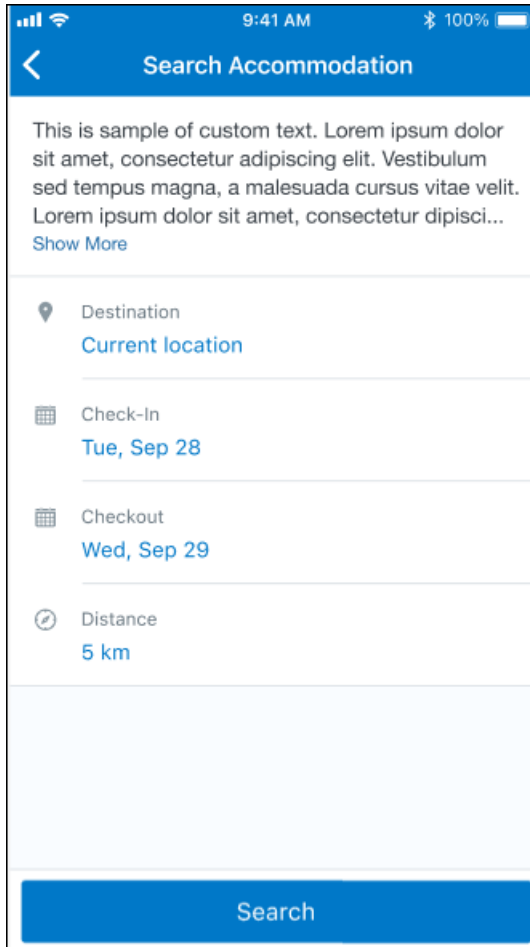 9:41 AM
100%
Search Accommodation
This is sample of custom text. Lorem ipsum dolor
sit amet, consectetur adipiscing elit. Vestibulum
sed tempus magna, a malesuada cursus vitae velit.
Lorem ipsum dolor sit amet, consectetur dipisci...
Show More
Destination
Current location
Check-In
Tue, Sep 28
Checkout
Wed, Sep 29
Distance
5 km
Search